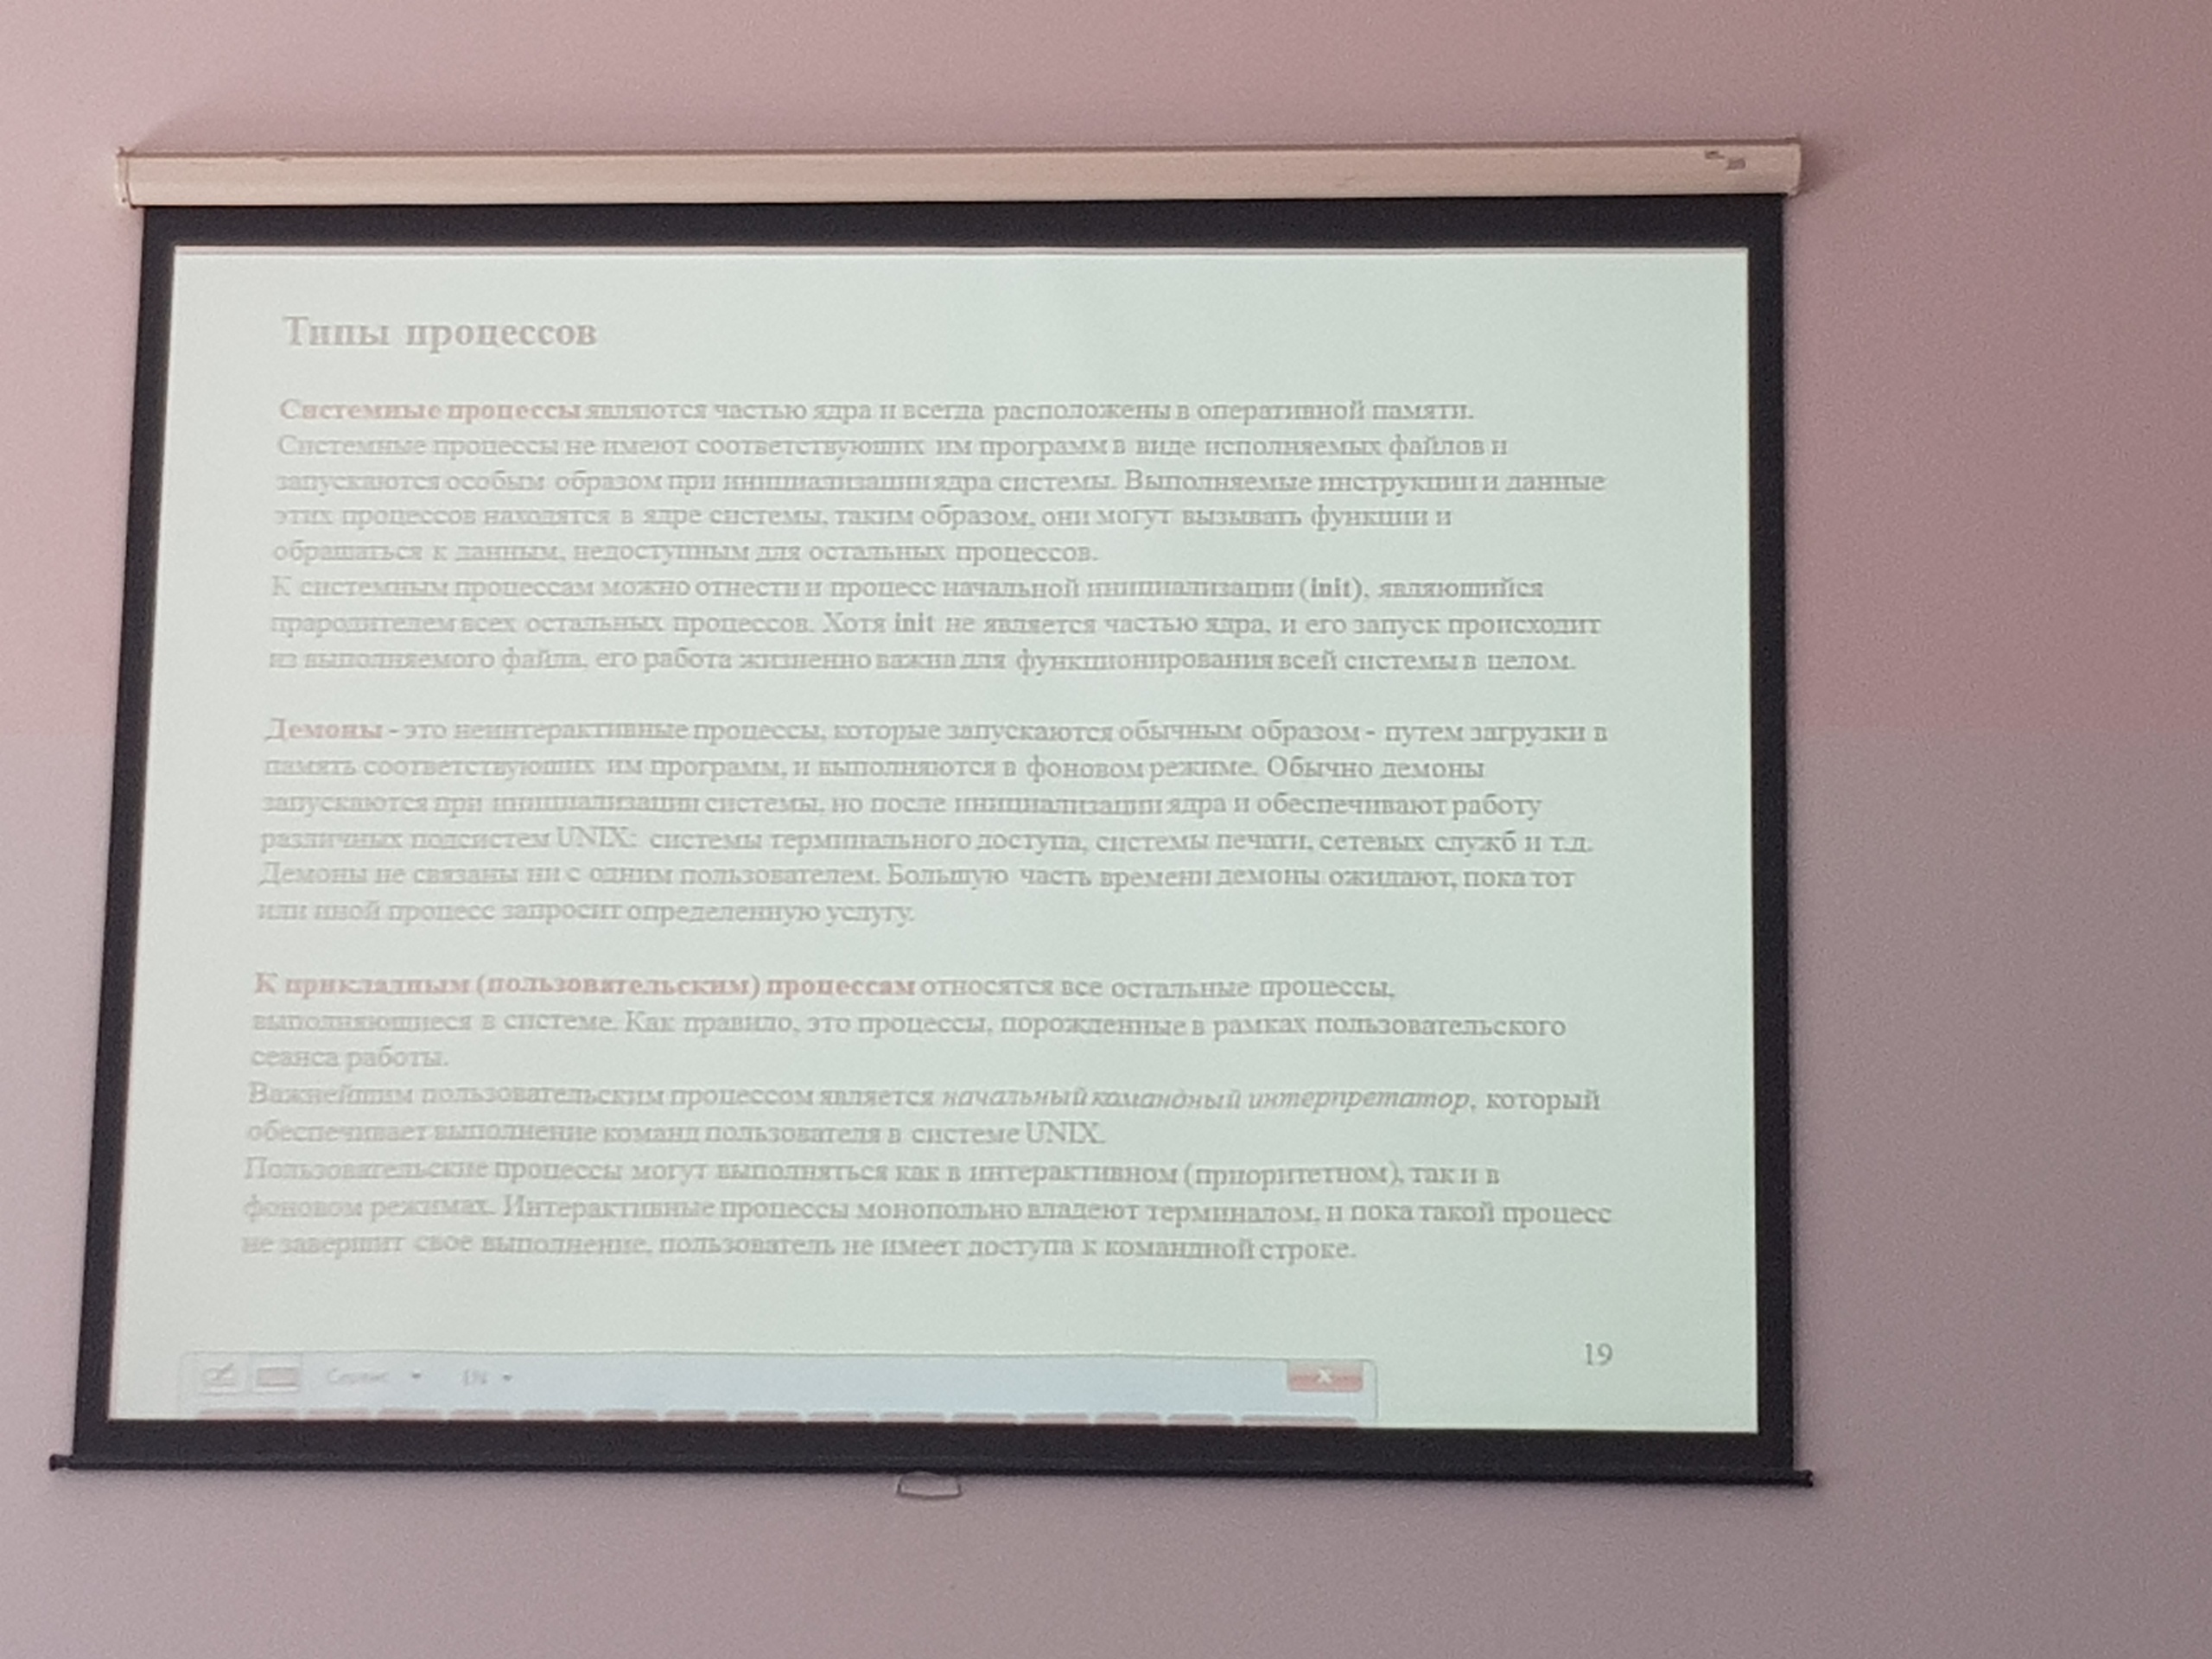 Типы процессов
Системные процессы являются частью ядра и всегда расположены в оперативной памяти.
Системные процессы не имеют соответствующих им программ в виде исполняемых файлов и
запускаются особым образом при инициализации ядра системы. Выполняемые инструкции и данные
этих процессов находятся в ядре системы, таким образом, они могут вызывать функции и
обращаться к данным, недоступным для остальных процессов.
К системным процессам можно отнести и процесс начальной инициализации (init), являющийся
прародителем всех остальных процессов. Хотя init не является частью ядра, и его запуск происходит
из выполняемого файла, его работа жизненно важна для функционирования всей системы в целом.
Демоны - это неинтерактивные процессы, которые запускаются обычным образом - путем загрузки в
память соответствующих им программ, и выполняются в фоновом режиме. Обычно демоны
запускаются при инициализации системы, но после инициализации ядра и обеспечивают работу
различных подсистем UNIX: системы терминального доступа, системы печати, сетевых служб и т.д.
Демоны не связаны ни с одним пользователем. Большую часть времени демоны ожидают, пока тот
или иной процесс запросит определенную услугу.
К прикладным (пользовательским) процессам относятся все остальные процессы,
выполняющиеся в системе. Как правило, это процессы, порожденные в рамках пользовательского
сеанса работы.
Важнейшим пользовательским процессом является начальный командный интерпретатор, который
обеспечивает выполнение команд пользователя в системе UNIX.
Пользовательские процессы могут выполняться как в интерактивном (приоритетном), так и в
фоновом режимах. Интерактивные процессы монопольно владеют терминалом, и пока такой процесс
не завершит свое выполнение, пользователь не имеет доступа к командной строке.
19
Сервис EN